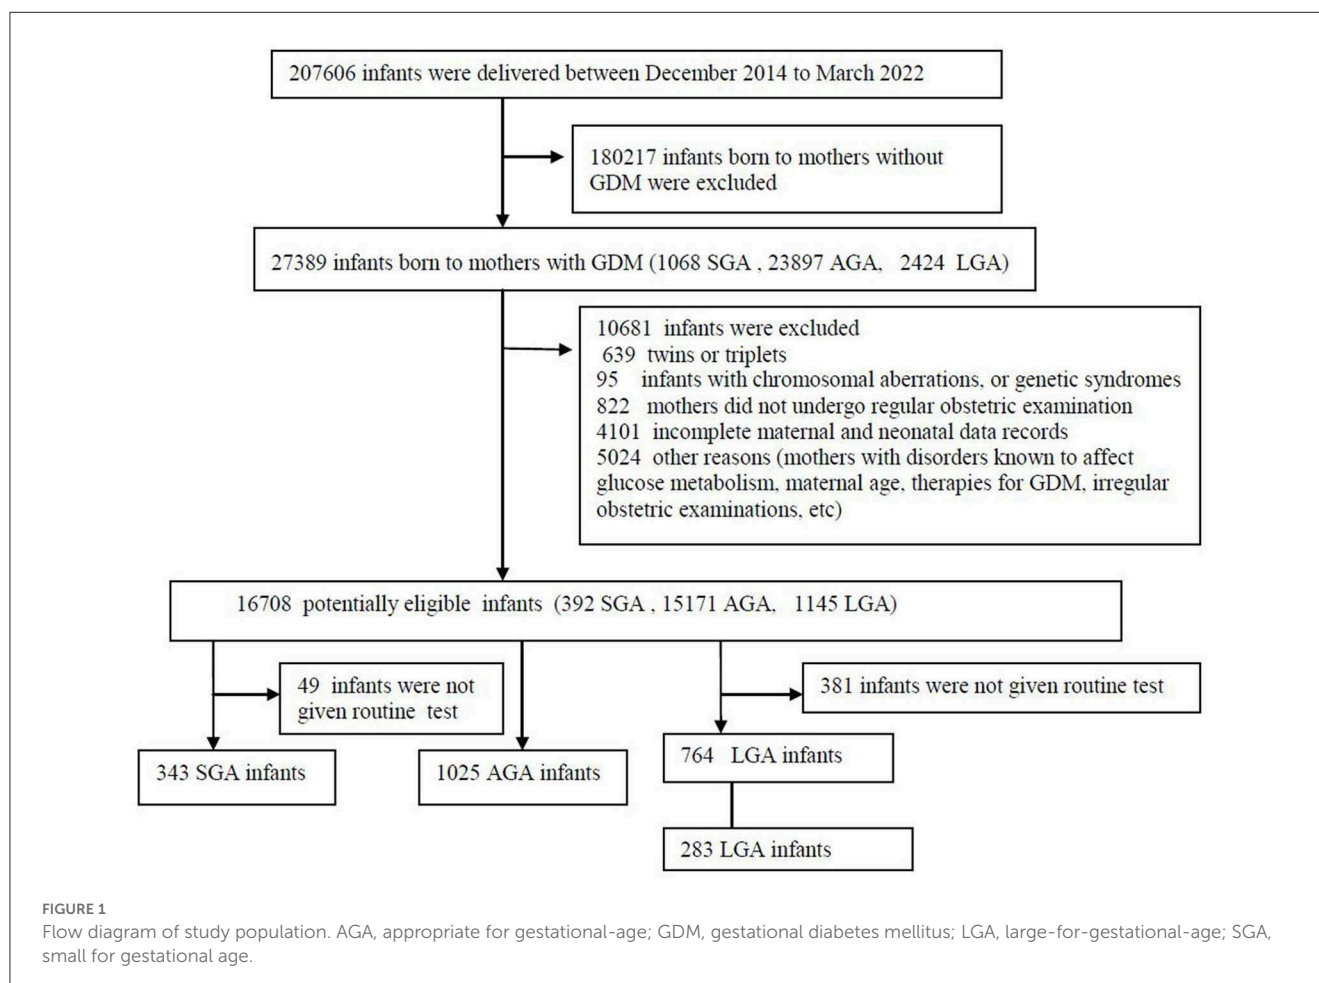 207606 infants were delivered between December 2014 to March 2022
180217 infants born to mothers without
GDM were excluded
27389 infants born to mothers with GDM (1068 SGA , 23897 AGA, 2424 LGA)
10681 infants were excluded
639 twins or triplets
95 infants with chromosomal aberrations, or genetic syndromes
822 mothers did not undergo regular obstetric examination
4101 incomplete maternal and neonatal data records
5024 other reasons (mothers with disorders known to affect
glucose metabolism, maternal age, therapies for GDM, irregular
obstetric examinations, etc)
16708 potentially eligible infants (392 SGA , 15171 AGA, 1145 LGA)
49 infants were not
given routine test
381 infants were not given routine test
343 SGA infants
1025 AGA infants
764 LGA infants
283 LGA infants
FIGURE 1
Flow diagram of study population. AGA, appropriate for gestational-age; GDM, gestational diabetes mellitus; LGA, large-for-gestational-age; SGA,
small for gestational age.